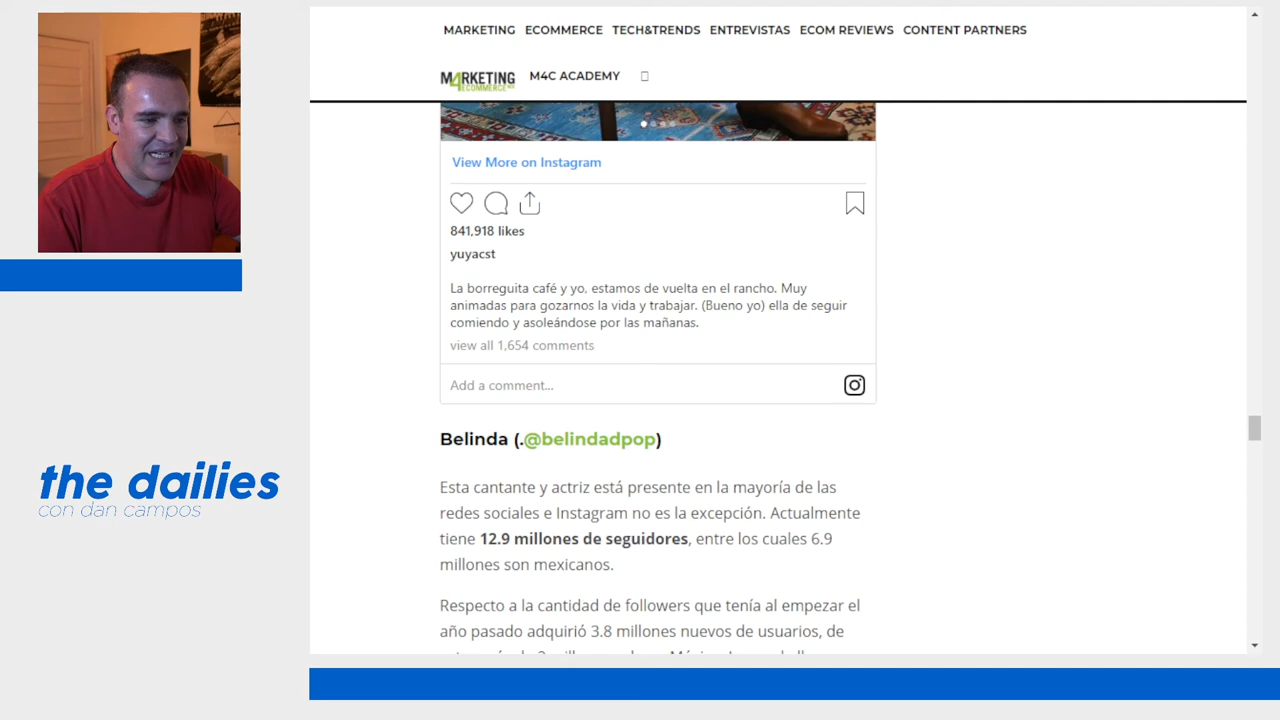 MARKETING ECOMMERCE TECH&TRENDS ENTREVISTAS ECOM REVIEWS CONTENT PARTNERS
M4RKETING
ECOMMERCE
M4C ACADEMY
View More on Instagram
841,918 likes
yuyacst
La borreguita café y yo, estamos de vuelta en el rancho. Muy
animadas para gozarnos la vida y trabajar. (Bueno yo) ella de seguir
comiendo y asoleándose por las mañanas.
view all 1,654 comments
Add a comment...
Belinda (.@belindadpop)
Esta cantante y actriz está presente en la mayoría de las
redes sociales e Instagram no es la excepción. Actualmente
tiene 12.9 millones de seguidores, entre los cuales 6.9
millones son mexicanos.
Respecto a la cantidad de followers que tenía al empezar el
año pasado adquirió 3.8 millones nuevos de usuarios, de
the dailies
con dan campos